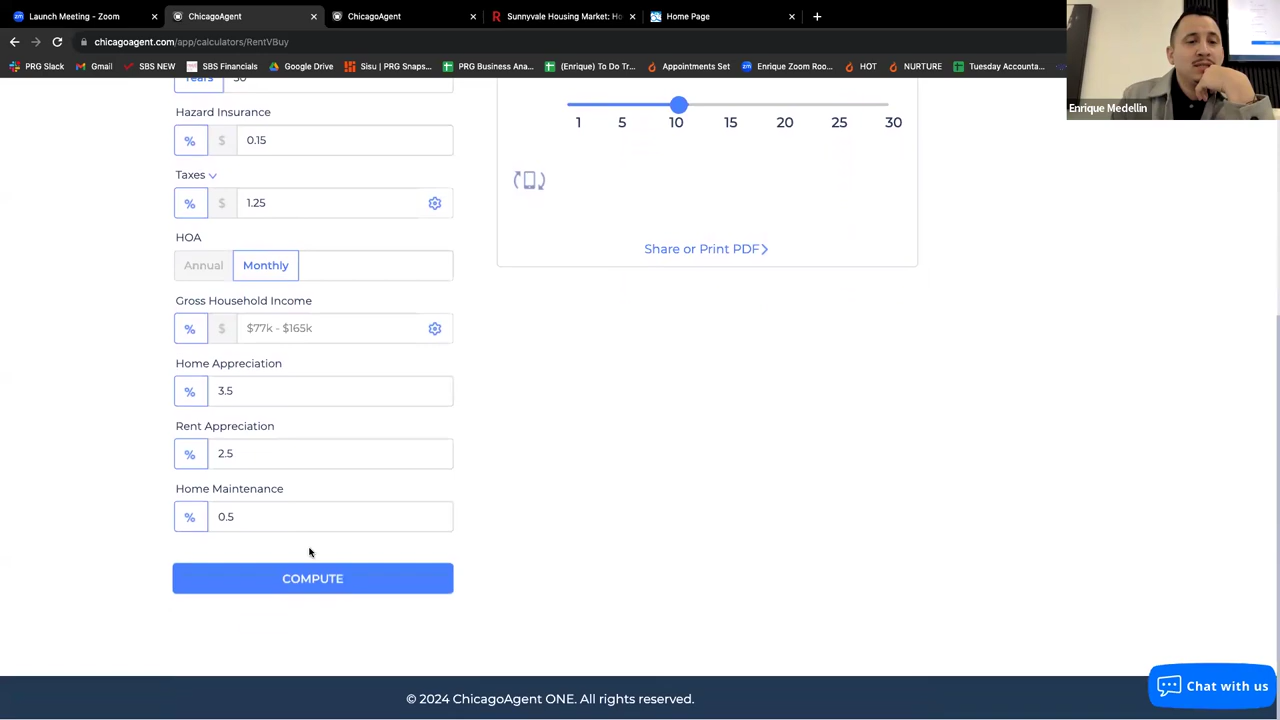 Launch Meeting - Zoom
ChicagoAgent
ChicagoAgent
Sunnyvale Housing Market: Ho
Home Page
chicagoagent.com/app/calculators/RentVBuy
PRG Slack
Gmail
SBS NEW
SBS Financials
Google Drive
Sisu | PRG Snaps...
PRG Business...
(Enrique) To Do Tr...
Appointments Set
Enrique Zoom Roo...
HOT
NURTURE
Tuesday Accounta...
Enrique Medellin
Years
Hazard Insurance
% $ 0.15
Taxes
% $ 1.25
HOA
Annual Monthly
Gross Household Income
% $ $77k - $165k
Home Appreciation
% 3.5
Rent Appreciation
% 2.5
Home Maintenance
% 0.5
COMPUTE
1 5 10 15 20 25 30
Share or Print PDF
© 2024 ChicagoAgent ONE. All rights reserved.
Chat with us